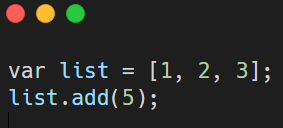 var list = [1, 2, 3];
list.add(5);